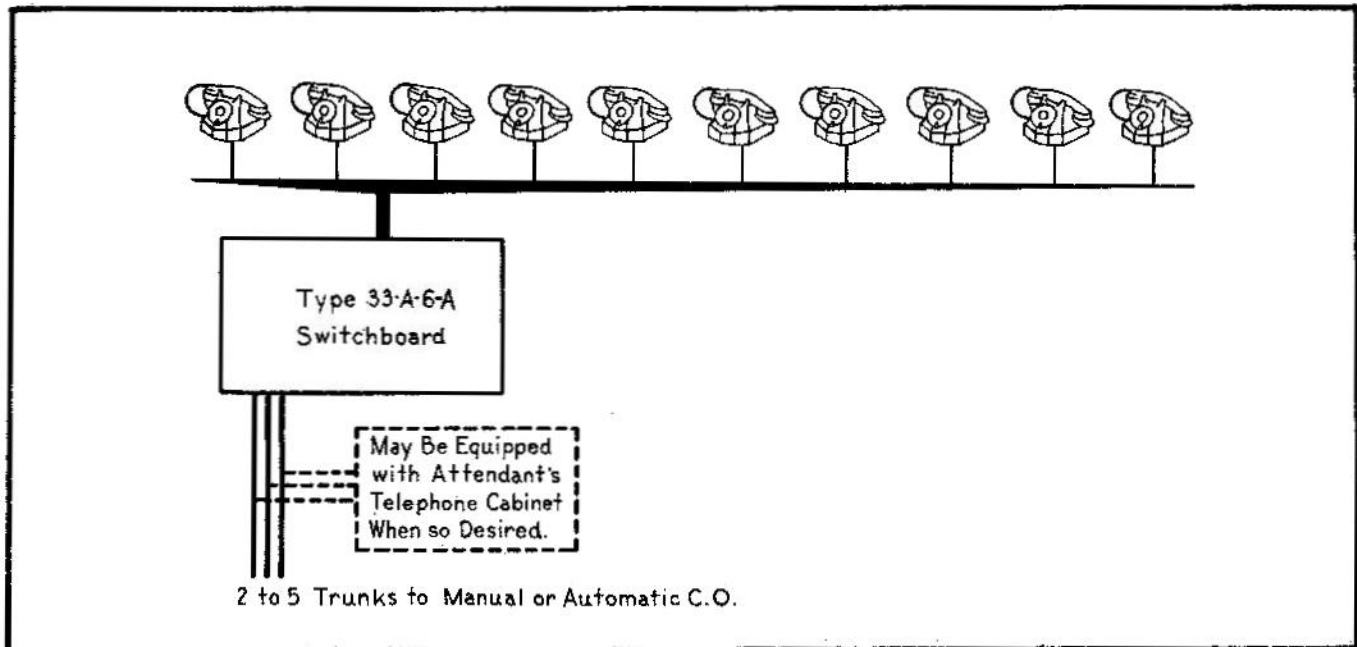 Type 33-A-6-A
Switchboard
May Be Equipped
with Attendant's
Telephone Cabinet
When so Desired.
2 to 5 Trunks to Manual or Automatic C.O.